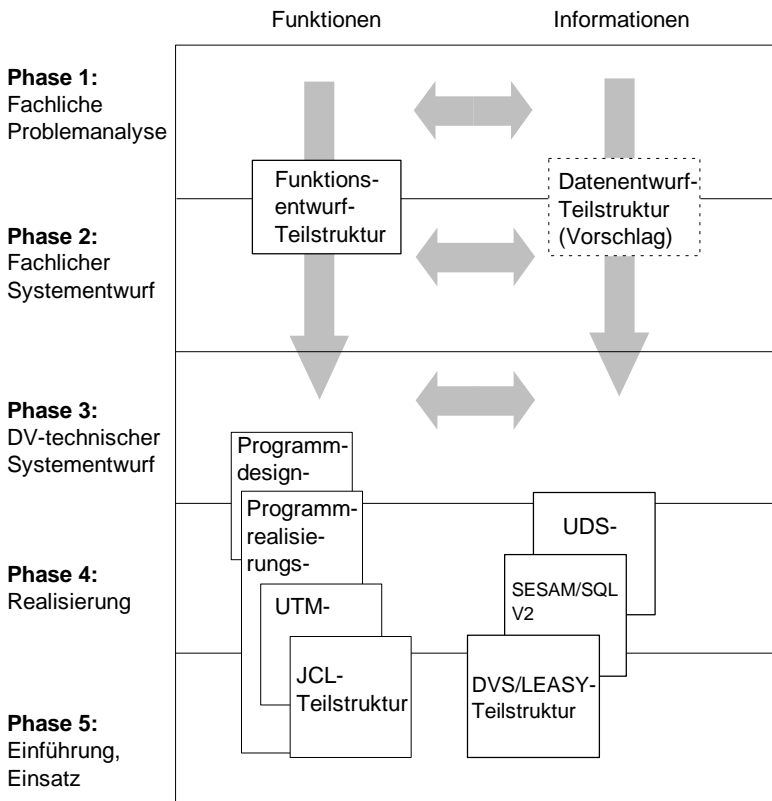 Funktionen
Informationen
Phase 1:
Fachliche
Problemanalyse
Funktions-
entwurf-
Teilstruktur
Datenentwurf-
Teilstruktur
(Vorschlag)
Phase 2:
Fachlicher
Systementwurf
Phase 3:
DV-technischer
Systementwurf
Programm-
design-
Programm-
realisie-
rungs-
UDS-
Phase 4:
Realisierung
UTM-
SESAM/SQL
V2
JCL-
Teilstruktur
DVS/LEASY-
Teilstruktur
Phase 5:
Einführung,
Einsatz